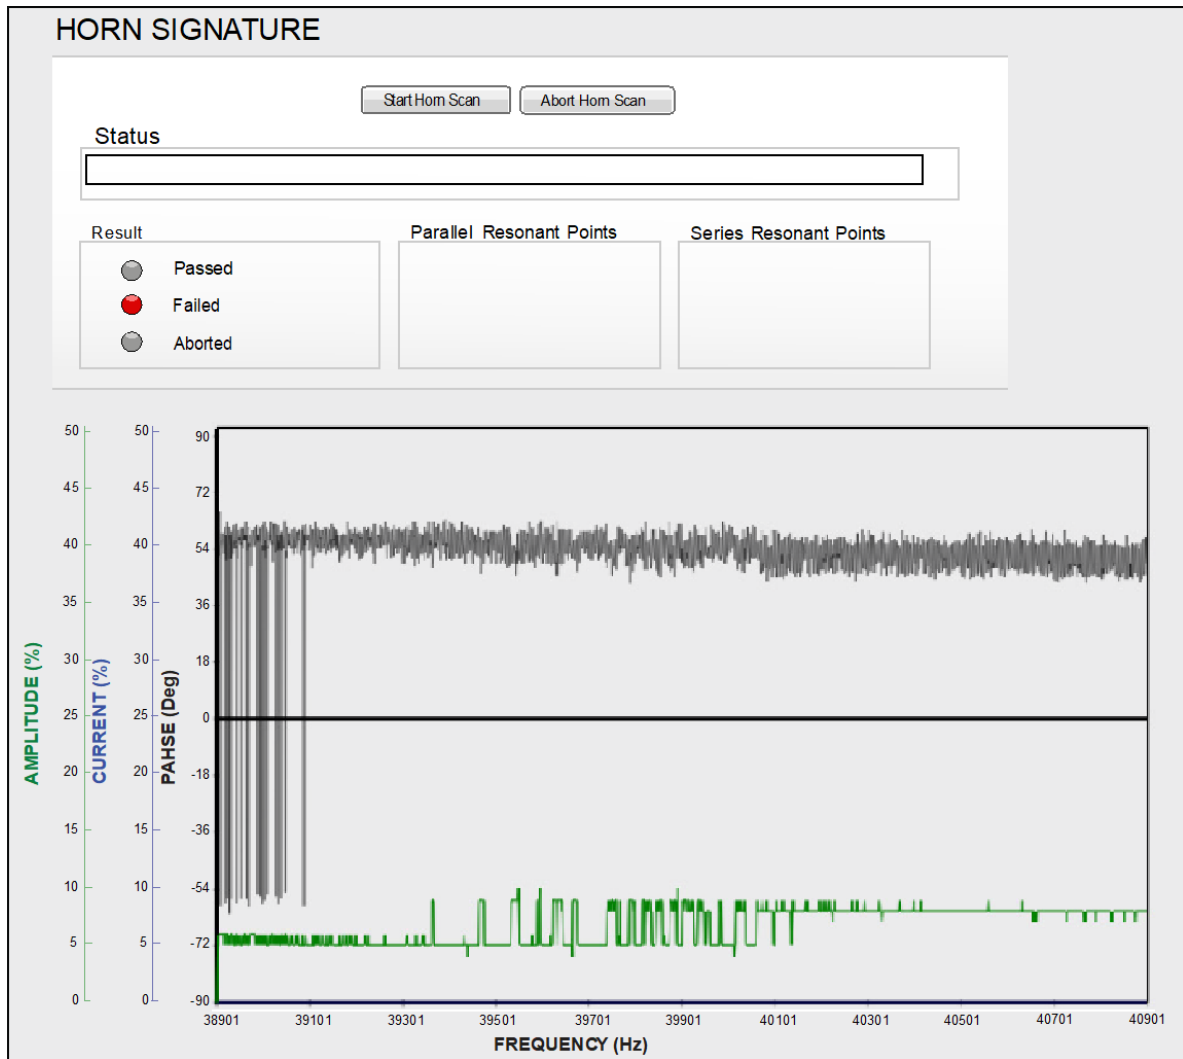 HORN SIGNATURE
Start Horn Scan Abort Horn Scan
Status
Result
Passed
Failed
Aborted
Parallel Resonant Points
Series Resonant Points
AMPLITUDE (%)
50
45
40
35
30
25
20
15
10
5
0
CURRENT (%)
50
45
40
35
30
25
20
15
10
5
0
PAHSE (Deg)
90
72
54
36
18
0
-18
-36
-54
-72
-90
38901 39101 39301 39501 39701 39901 40101 40301 40501 40701 40901
FREQUENCY (Hz)